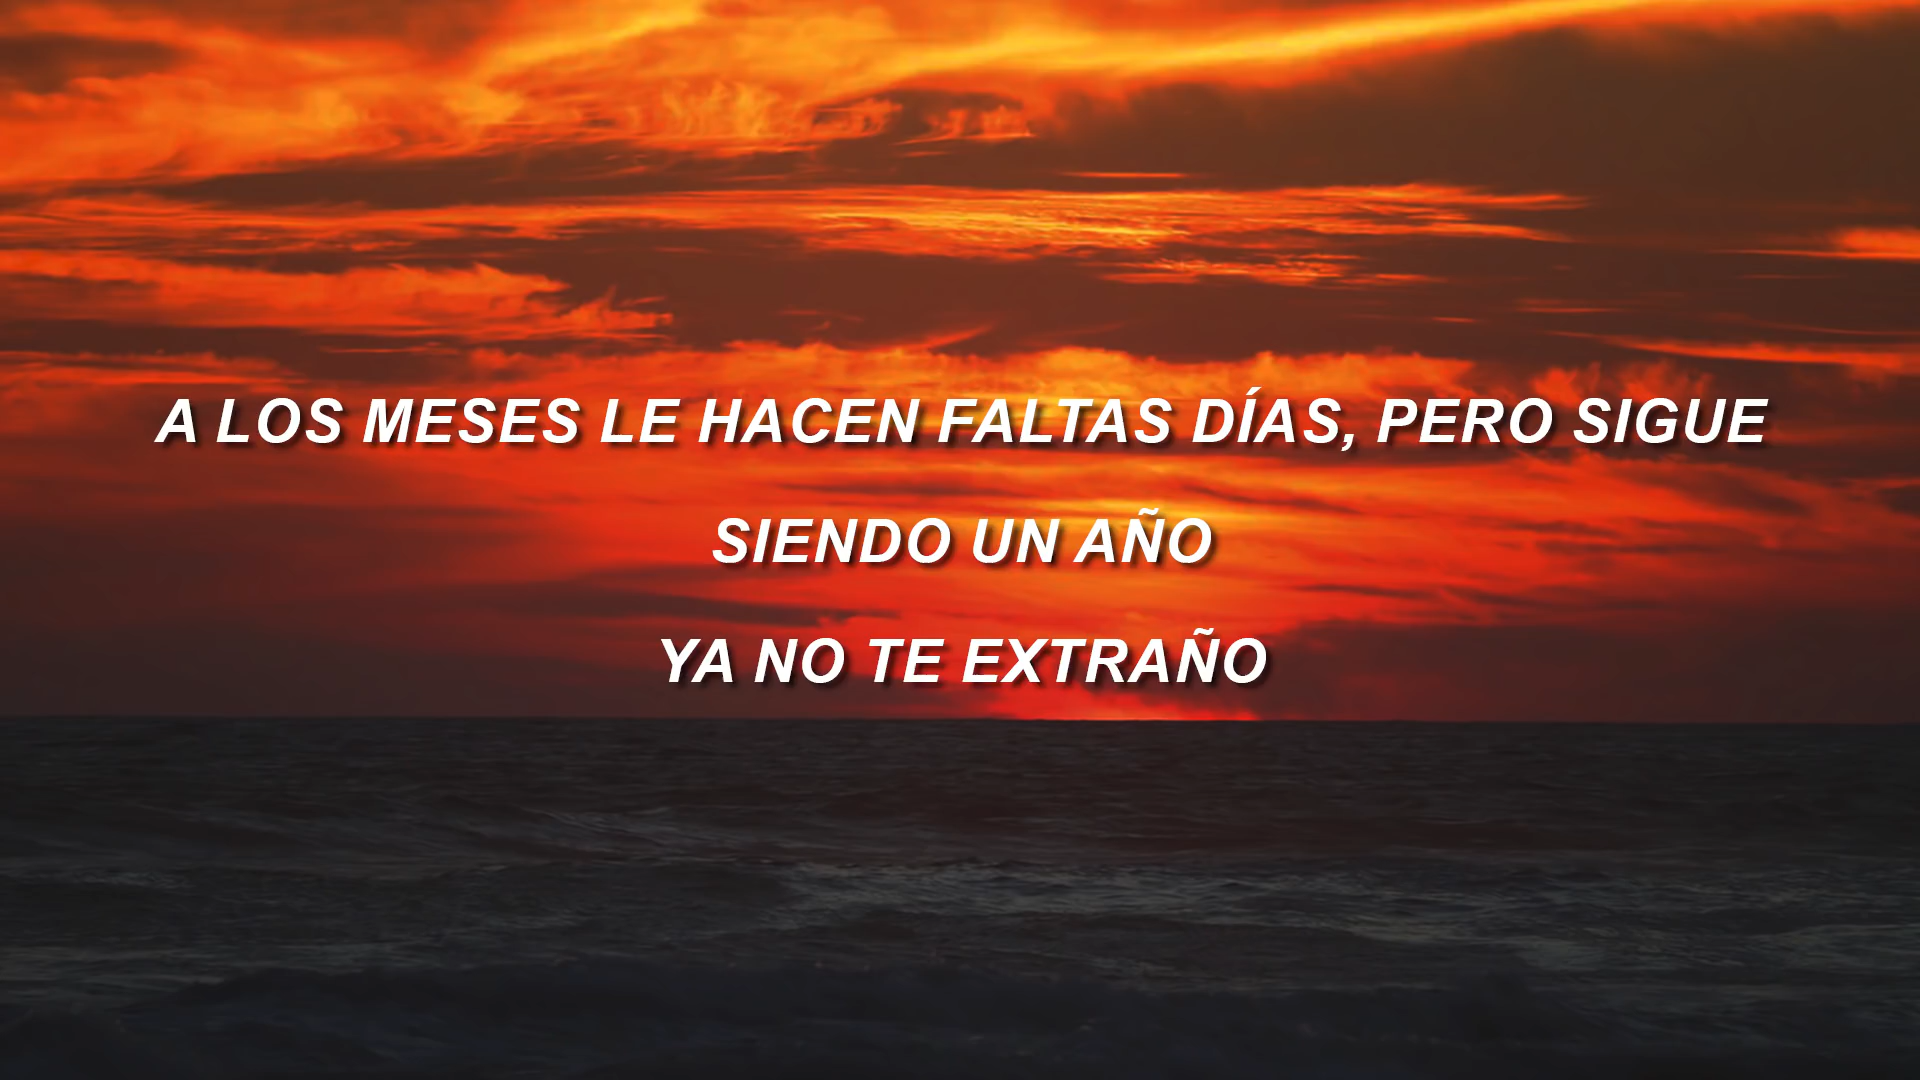 A LOS MESES LE HACEN FALTAS DÍAS, PERO SIGUE
SIENDO UN AÑO
YA NO TE EXTRAÑO